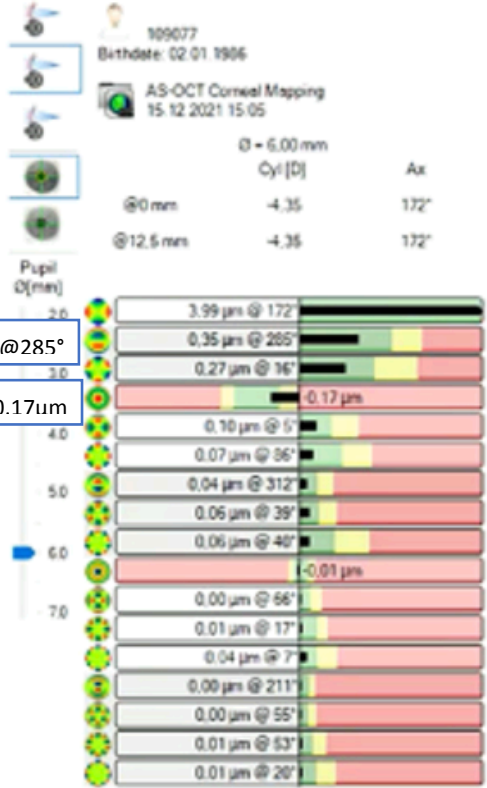 109077
Birthdate: 02.01.1986
AS-OCT Corneal Mapping
15.12.2021 15:05
Ø = 6,00 mm
Cyl [D] Ax
@0 mm -4,35 172°
@12,5 mm -4,35 172°
Pupil
Ø[mm]
2.0
3,99 µm @ 172°
@285°
0,35 µm @ 285°
3.0
0,27 µm @ 16°
0.17um
-0,17 µm
4.0
0,10 µm @ 5°
0,07 µm @ 86°
5.0
0,04 µm @ 312°
0,06 µm @ 39°
6.0
0,06 µm @ 40°
-0,01 µm
7.0
0,00 µm @ 66°
0,01 µm @ 17°
0,04 µm @ 7°
0,00 µm @ 211°
0,00 µm @ 55°
0,01 µm @ 53°
0,01 µm @ 20°